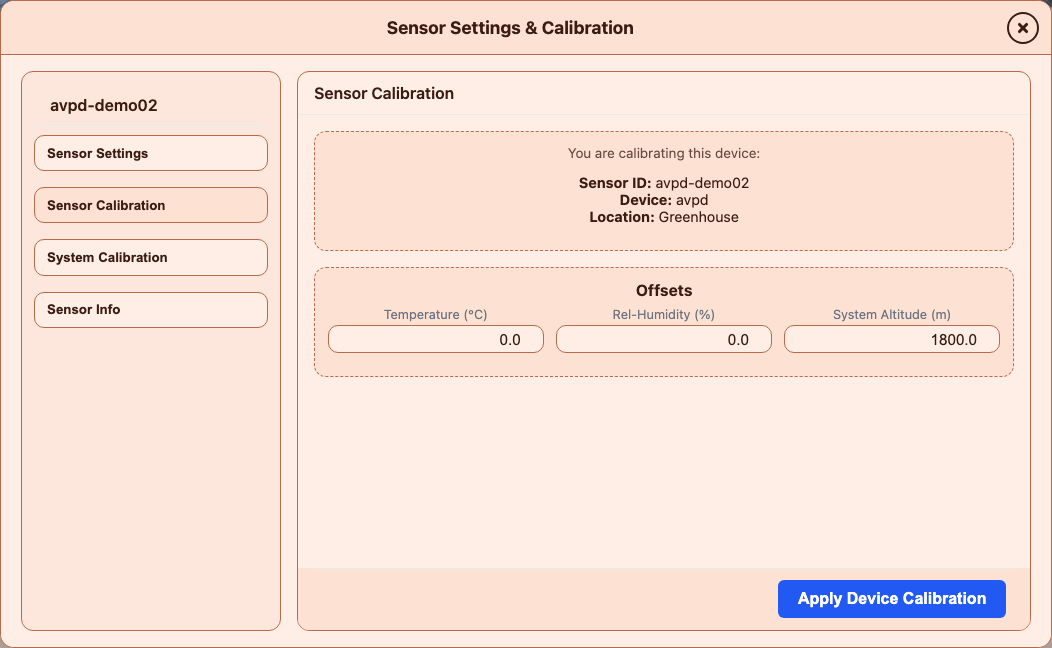 Sensor Settings & Calibration
avpd-demo02
Sensor Settings
Sensor Calibration
System Calibration
Sensor Info
Sensor Calibration
You are calibrating this device:
Sensor ID: avpd-demo02
Device: avpd
Location: Greenhouse
Offsets
Temperature (°C) Rel-Humidity (%) System Altitude (m)
0.0 0.0 1800.0
Apply Device Calibration